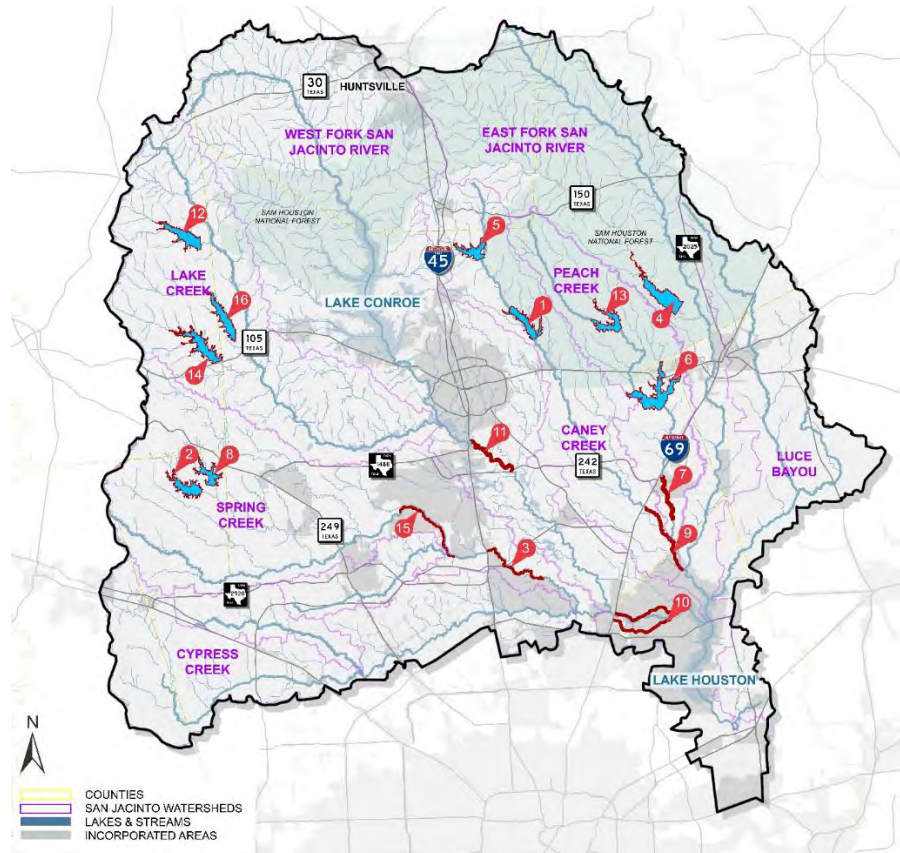 30
TEXAS
HUNTSVILLE
WEST FORK SAN
JACINTO RIVER
EAST FORK SAN
JACINTO RIVER
150
TEXAS
SAM HOUSTON
NATIONAL FOREST
12
5
SAM HOUSTON
NATIONAL FOREST
2025
45
LAKE
CREEK
PEACH
CREEK
LAKE CONROE
16
1
13
4
105
TEXAS
14
6
CANEY
CREEK
11
69
2
8
1488
242
TEXAS
7
LUCE
BAYOU
SPRING
CREEK
249
TEXAS
15
3
9
2920
10
CYPRESS
CREEK
LAKE HOUSTON
N
COUNTIES
SAN JACINTO WATERSHEDS
LAKES & STREAMS
INCORPORATED AREAS